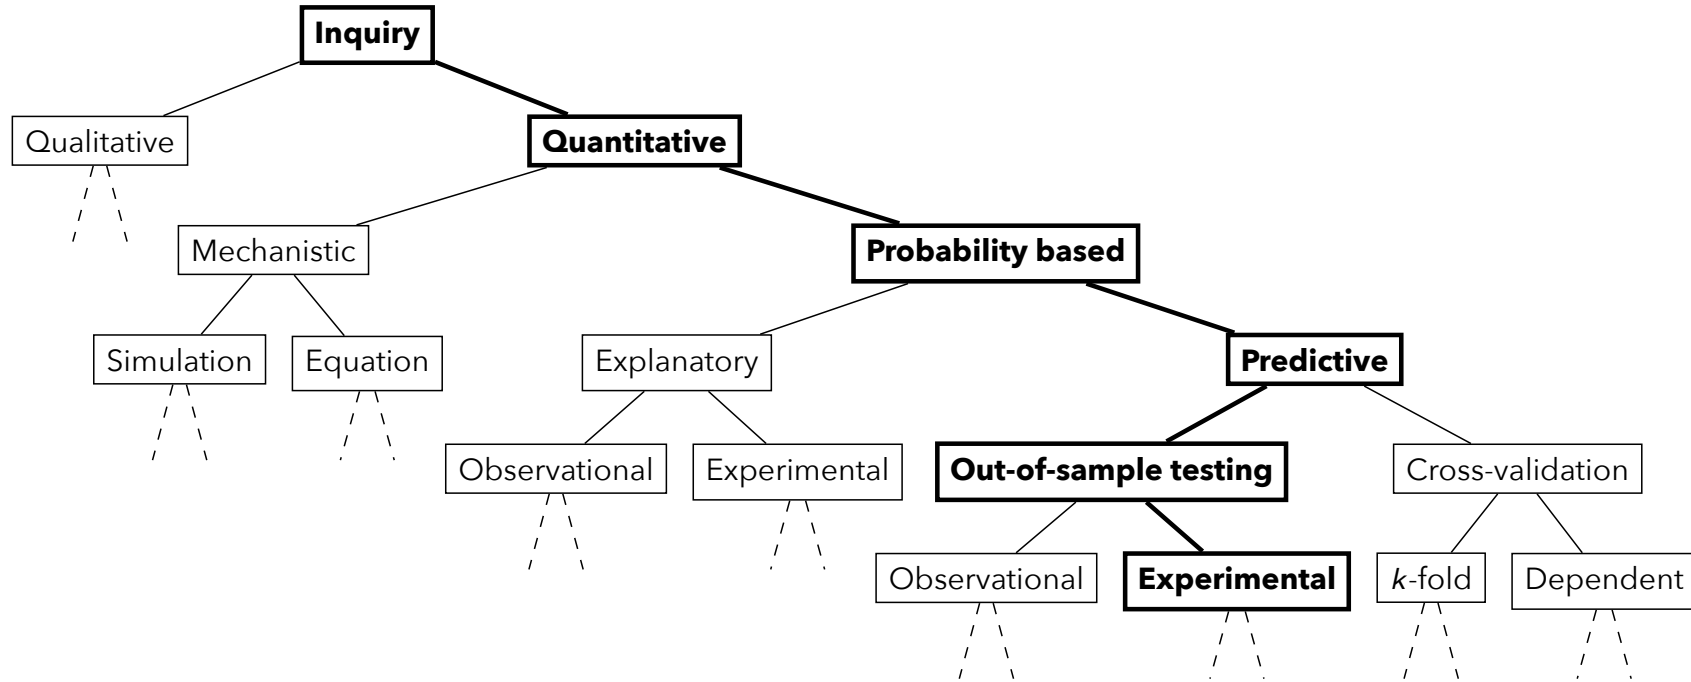 Inquiry
Qualitative
Quantitative
Mechanistic
Probability based
Simulation
Equation
Explanatory
Predictive
Observational
Experimental
Out-of-sample testing
Cross-validation
Observational
Experimental
k-fold
Dependent